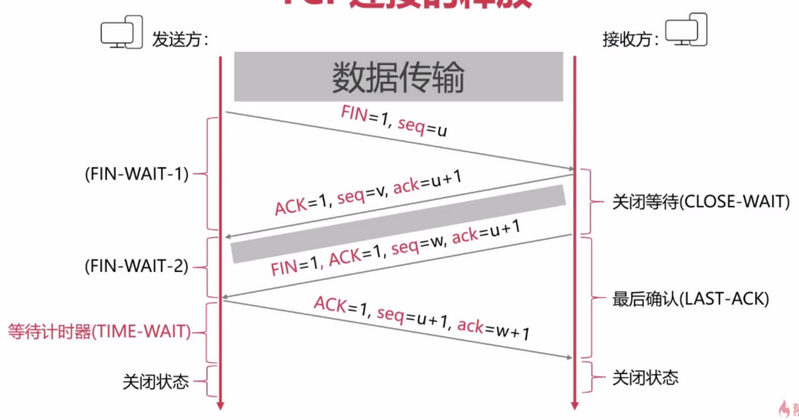 TCP连接的释放
发送方:
接收方:
数据传输
FIN=1, seq=u
(FIN-WAIT-1)
ACK=1, seq=v, ack=u+1
关闭等待(CLOSE-WAIT)
FIN=1, ACK=1, seq=w, ack=u+1
(FIN-WAIT-2)
ACK=1, seq=u+1, ack=w+1
最后确认(LAST-ACK)
等待计时器(TIME-WAIT)
关闭状态
关闭状态